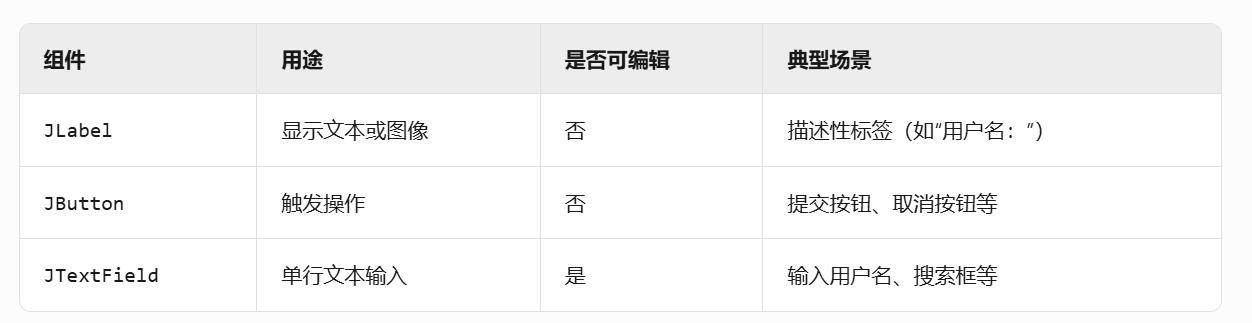 组件 用途 是否可编辑 典型场景
JLabel 显示文本或图像 否 描述性标签（如“用户名：”）
JButton 触发操作 否 提交按钮、取消按钮等
JTextField 单行文本输入 是 输入用户名、搜索框等